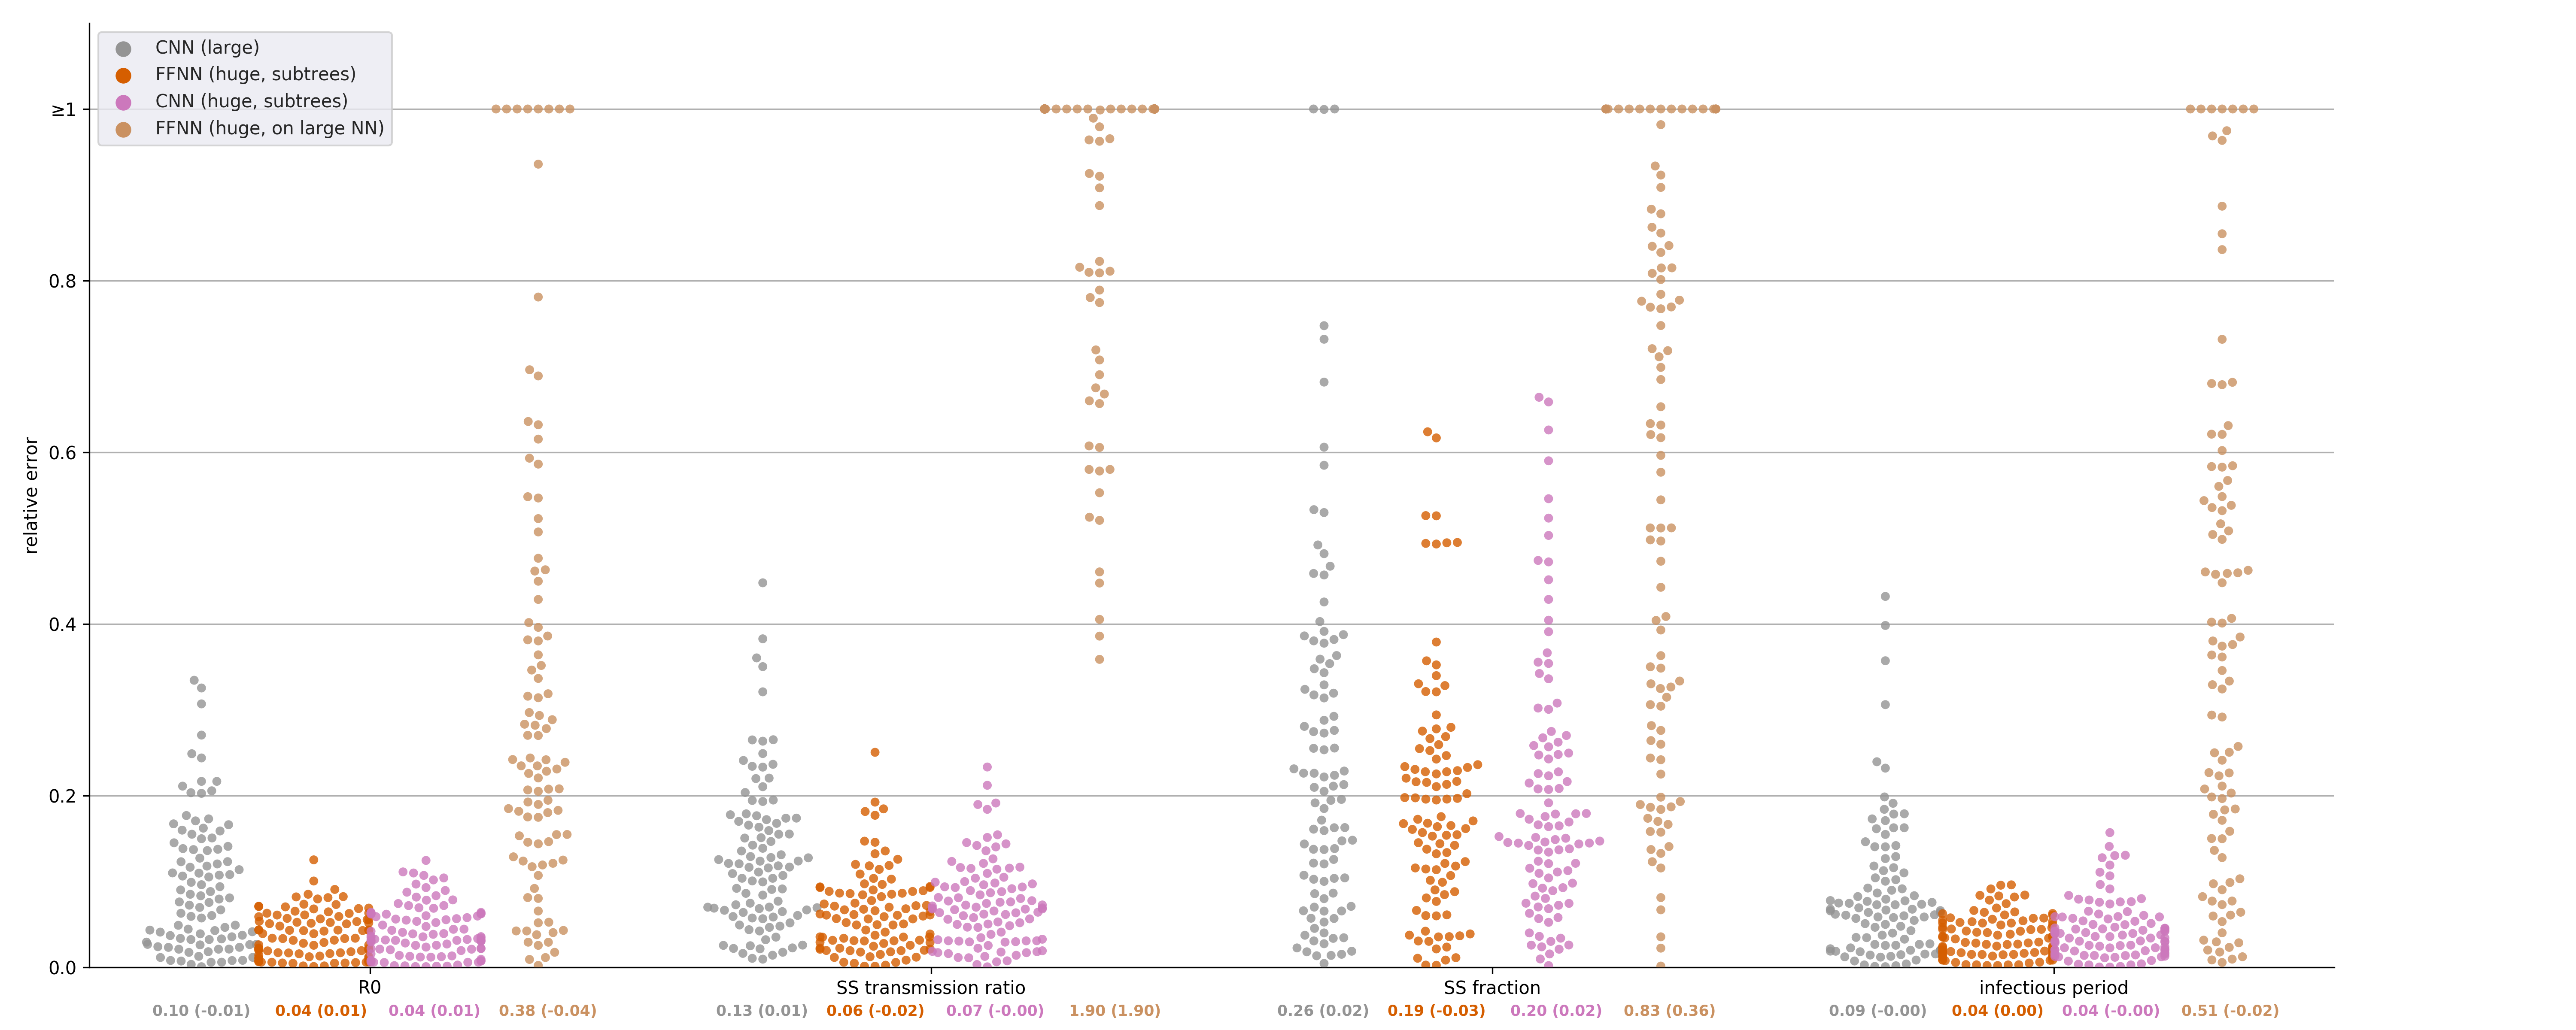 CNN (large)
FFNN (huge, subtrees)
CNN (huge, subtrees)
FFNN (huge, on large NN)
≥1
0.8
0.6
0.4
0.2
0.0
relative error
R0
SS transmission ratio
SS fraction
infectious period
0.10 (-0.01) 0.04 (0.01) 0.04 (0.01) 0.38 (-0.04) 0.13 (0.01) 0.06 (-0.02) 0.07 (-0.00) 1.90 (1.90) 0.26 (0.02) 0.19 (-0.03) 0.20 (0.02) 0.83 (0.36) 0.09 (-0.00) 0.04 (0.00) 0.04 (-0.00) 0.51 (-0.02)